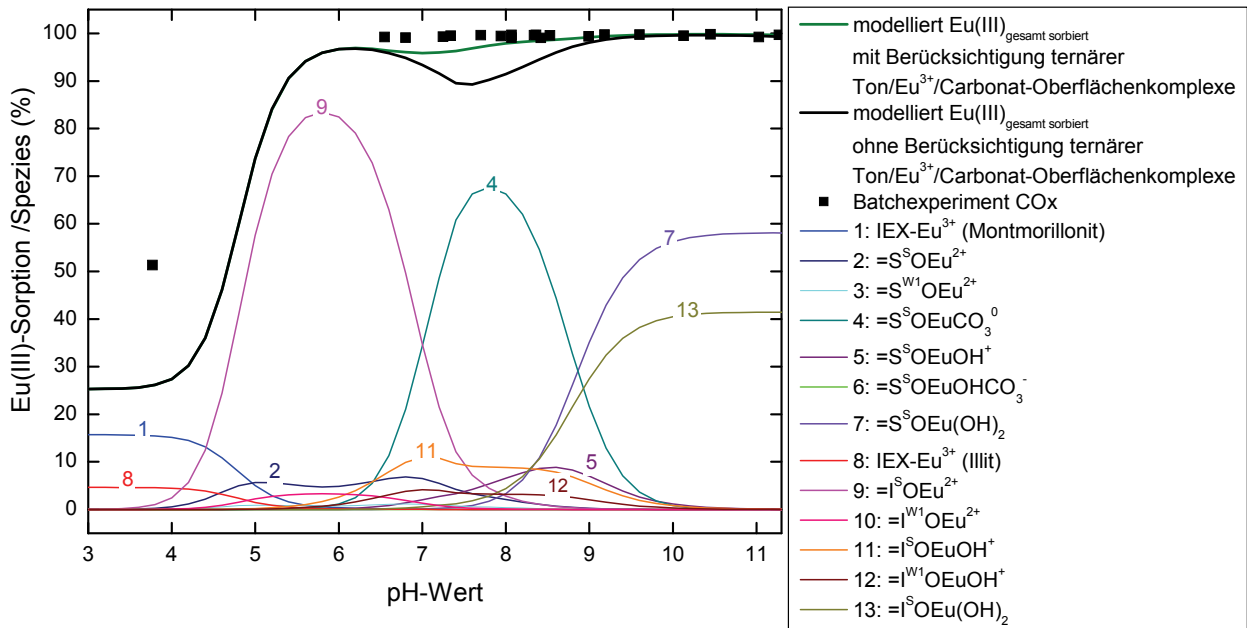 Eu(III)-Sorption /Spezies (%)
100
90
80
70
60
50
40
30
20
10
0
3 4 5 6 7 8 9 10 11
pH-Wert
1
8
2
9
11
4
5
12
7
13
modelliert Eu(III)gesamt sorbiert
mit Berücksichtigung ternärer
Ton/Eu³⁺/Carbonat-Oberflächenkomplexe
modelliert Eu(III)gesamt sorbiert
ohne Berücksichtigung ternärer
Ton/Eu³⁺/Carbonat-Oberflächenkomplexe
Batchexperiment COx
1: IEX-Eu³⁺ (Montmorillonit)
2: =SˢOEu²⁺
3: =Sᵂ¹OEu²⁺
4: =SˢOEuCO₃⁰
5: =SˢOEuOH⁺
6: =SˢOEuOHCO₃⁻
7: =SˢOEu(OH)₂
8: IEX-Eu³⁺ (Illit)
9: =IˢOEu²⁺
10: =Iᵂ¹OEu²⁺
11: =IˢOEuOH⁺
12: =Iᵂ¹OEuOH⁺
13: =IˢOEu(OH)₂